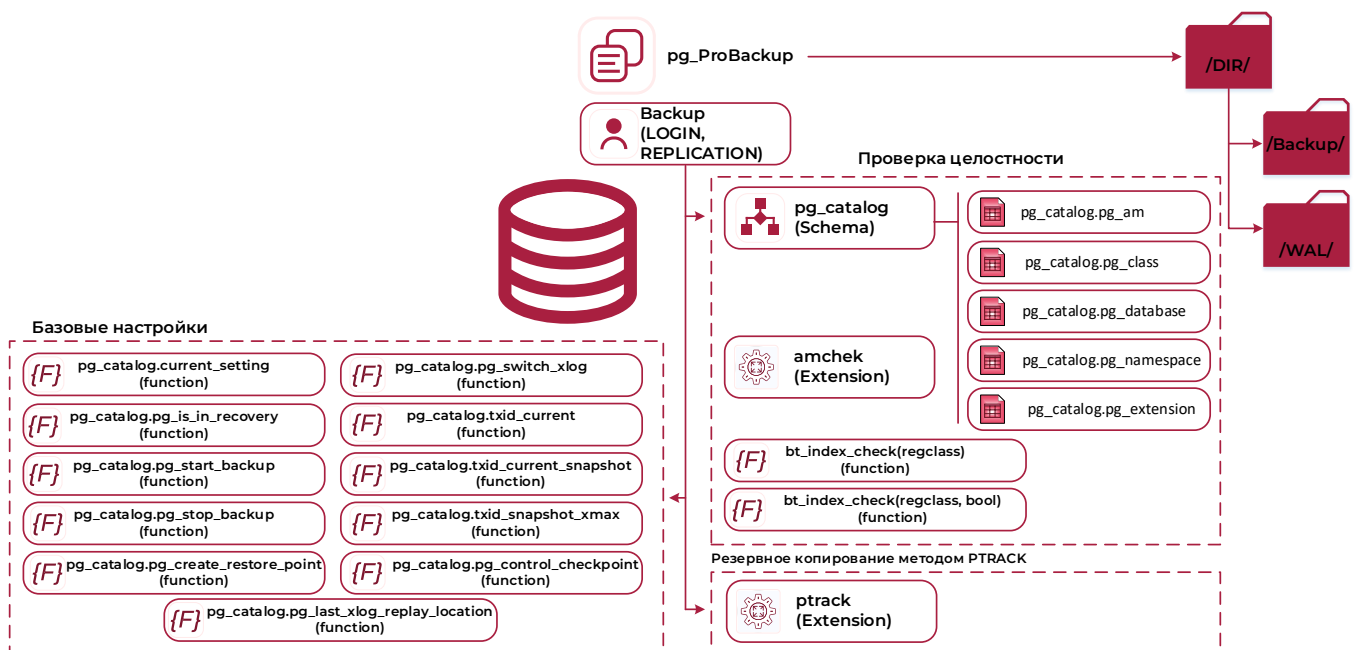 pg_ProBackup
/DIR/
Backup
(LOGIN,
REPLICATION)
/Backup/
/WAL/
Проверка целостности
pg_catalog
(Schema)
pg_catalog.pg_am
pg_catalog.pg_class
pg_catalog.pg_database
pg_catalog.pg_namespace
pg_catalog.pg_extension
amchek
(Extension)
{F}
bt_index_check(regclass)
(function)
{F}
bt_index_check(regclass, bool)
(function)
Базовые настройки
{F}
pg_catalog.current_setting
(function)
{F}
pg_catalog.pg_switch_xlog
(function)
{F}
pg_catalog.pg_is_in_recovery
(function)
{F}
pg_catalog.txid_current
(function)
{F}
pg_catalog.pg_start_backup
(function)
{F}
pg_catalog.txid_current_snapshot
(function)
{F}
pg_catalog.pg_stop_backup
(function)
{F}
pg_catalog.txid_snapshot_xmax
(function)
{F}
pg_catalog.pg_create_restore_point
(function)
{F}
pg_catalog.pg_control_checkpoint
(function)
{F}
pg_catalog.pg_last_xlog_replay_location
(function)
Резервное копирование методом PTRACK
ptrack
(Extension)